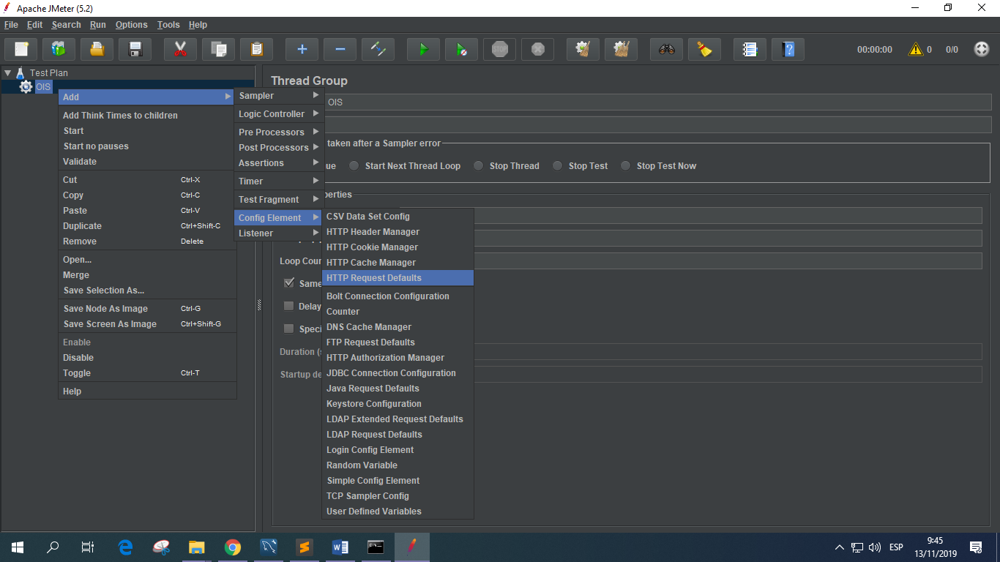 Apache JMeter (5.2)
File Edit Search Run Options Tools Help
STOP
00:00:00 0 0/0
Test Plan
OIS
Add
Add Think Times to children
Start
Start no pauses
Validate
Cut Ctrl-X
Copy Ctrl-C
Paste Ctrl-V
Duplicate Ctrl+Shift-C
Remove Delete
Open...
Merge
Save Selection As...
Save Node As Image Ctrl-G
Save Screen As Image Ctrl+Shift-G
Enable
Disable
Toggle Ctrl-T
Help
Sampler
Logic Controller
Pre Processors
Post Processors
Assertions
Timer
Test Fragment
Config Element
Listener
CSV Data Set Config
HTTP Header Manager
HTTP Cookie Manager
HTTP Cache Manager
HTTP Request Defaults
Bolt Connection Configuration
Counter
DNS Cache Manager
FTP Request Defaults
HTTP Authorization Manager
JDBC Connection Configuration
Java Request Defaults
Keystore Configuration
LDAP Extended Request Defaults
LDAP Request Defaults
Login Config Element
Random Variable
Simple Config Element
TCP Sampler Config
User Defined Variables
Thread Group
OIS
taken after a Sampler error
ue Start Next Thread Loop Stop Thread Stop Test Stop Test Now
perties
Loop Coun
Same
Delay
Speci
Duration (s
Startup de
ESP
9:45
13/11/2019